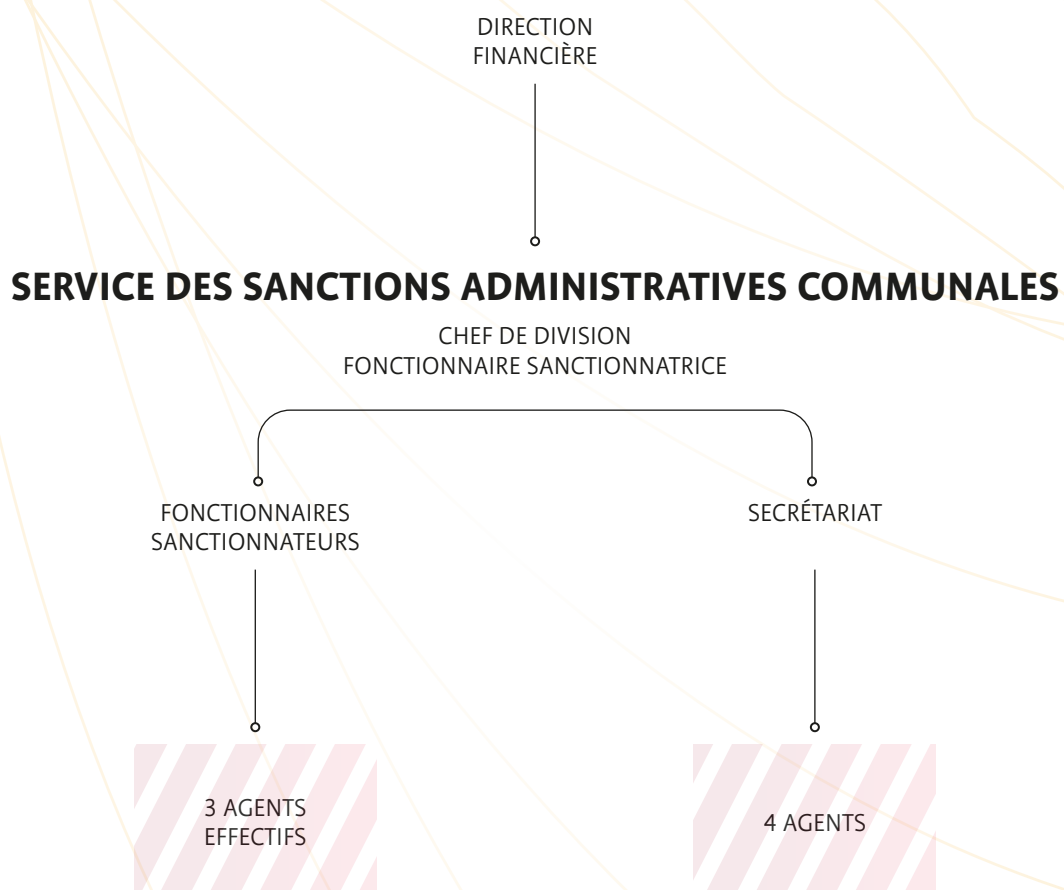 DIRECTION
FINANCIÈRE
SERVICE DES SANCTIONS ADMINISTRATIVES COMMUNALES
CHEF DE DIVISION
FONCTIONNAIRE SANCTIONNATRICE
FONCTIONNAIRES
SANCTIONNATEURS
SECRÉTARIAT
3 AGENTS
EFFECTIFS
4 AGENTS